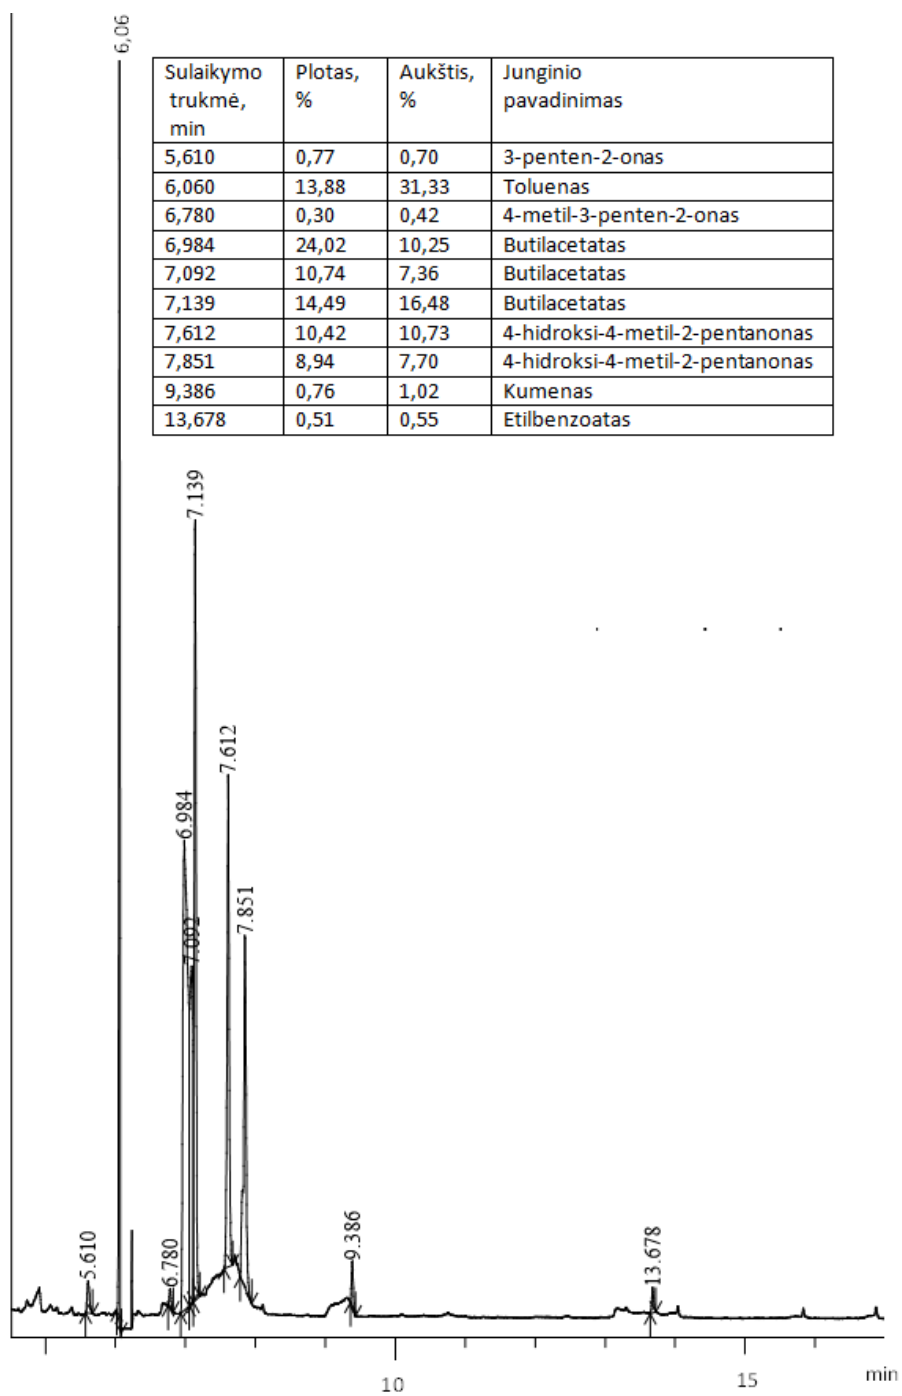 6,06
Sulaikymo trukmė, min Plotas, % Aukštis, % Junginio pavadinimas
5,610 0,77 0,70 3-penten-2-onas
6,060 13,88 31,33 Toluenas
6,780 0,30 0,42 4-metil-3-penten-2-onas
6,984 24,02 10,25 Butilacetatas
7,092 10,74 7,36 Butilacetatas
7,139 14,49 16,48 Butilacetatas
7,612 10,42 10,73 4-hidroksi-4-metil-2-pentanonas
7,851 8,94 7,70 4-hidroksi-4-metil-2-pentanonas
9,386 0,76 1,02 Kumenas
13,678 0,51 0,55 Etilbenzoatas
7.139
7.612
6.984
7.851
7.092
5.610
6.780
9.386
13.678
10
15
min